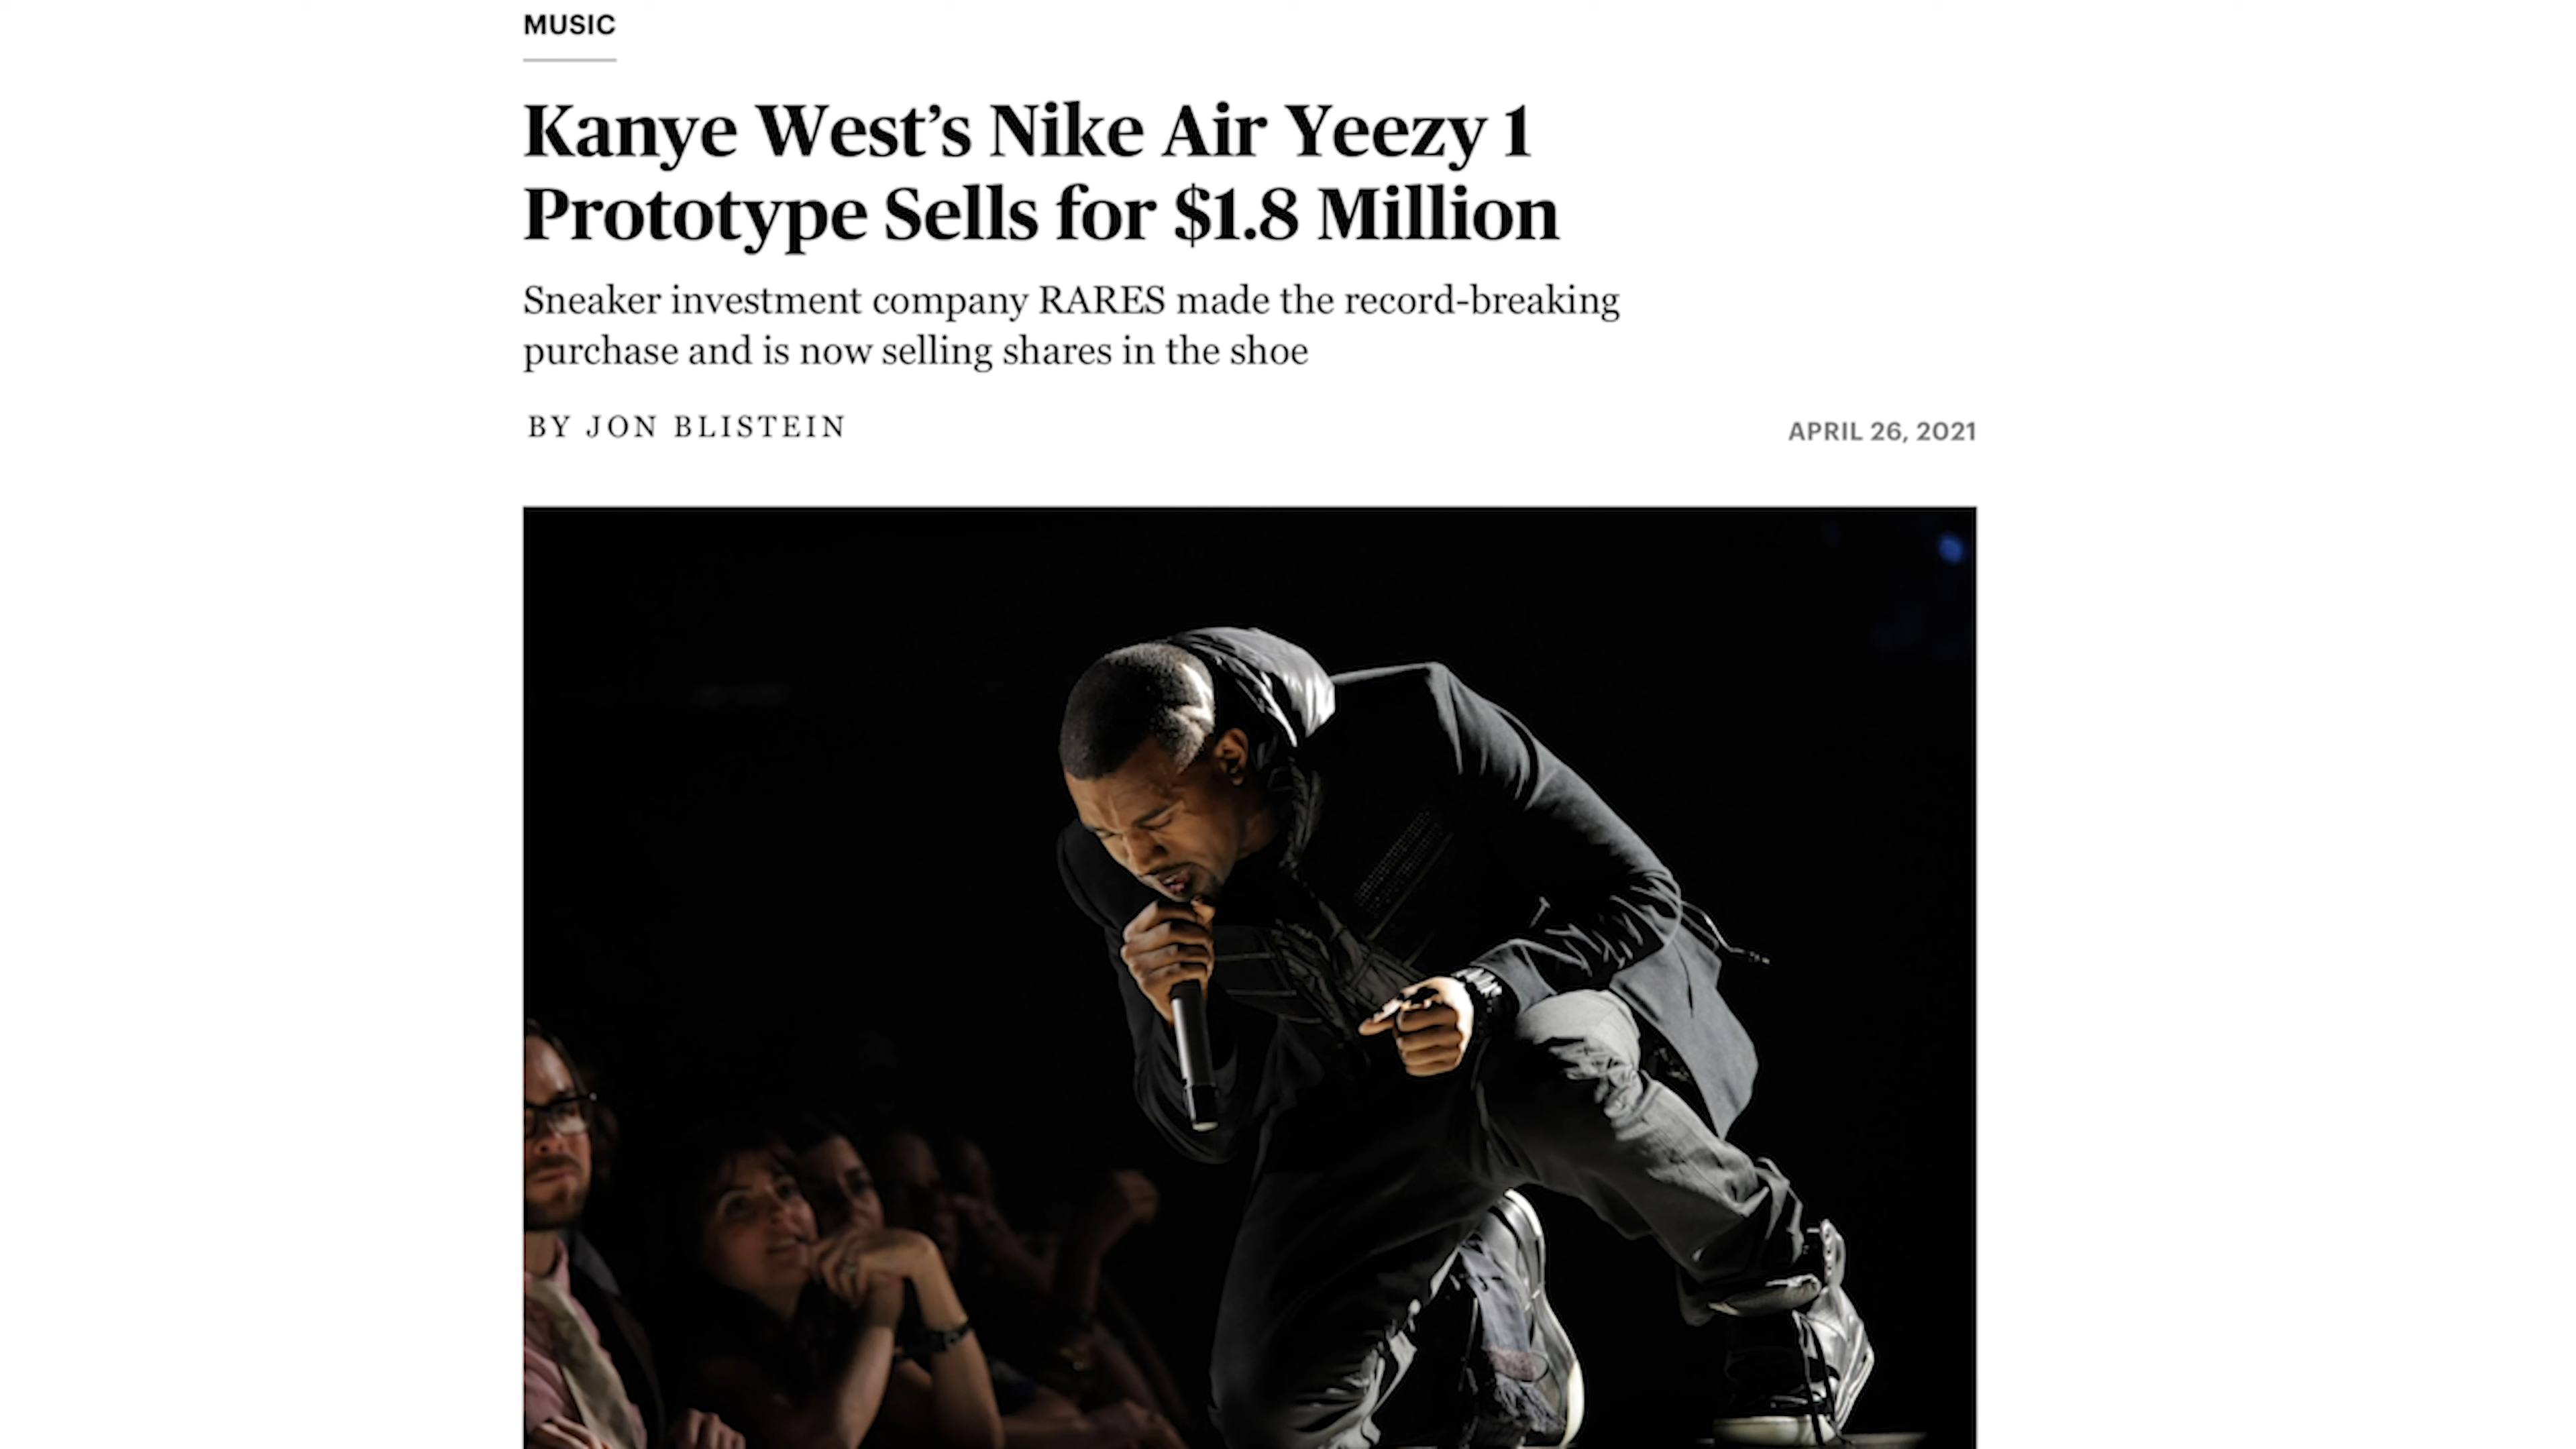 MUSIC
Kanye West’s Nike Air Yeezy 1
Prototype Sells for $1.8 Million
Sneaker investment company RARES made the record-breaking
purchase and is now selling shares in the shoe
BY JON BLISTEIN
APRIL 26, 2021